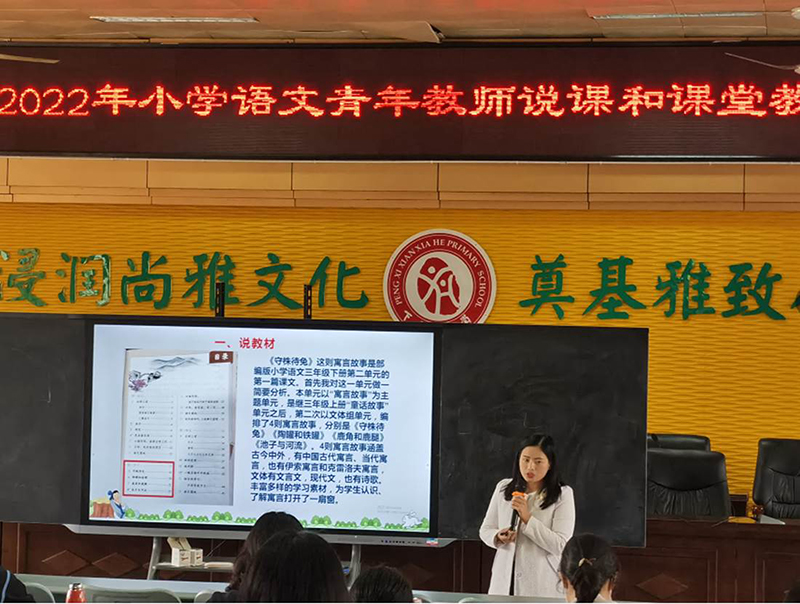 2022年小学语文青年教师说课和课堂教
浸润尚雅文化
PENG XI XIAN XIA HE PRIMARY SCHOOL
奠基雅致
一、说教材
目录
《守株待兔》这则寓言故事是部
编版小学语文三年级下册第二单元的
第一篇课文。首先我对这一单元做一
简要分析。本单元以“寓言故事”为主
题单元,是继三年级上册“童话故事”
单元之后,第二次以文体组单元,编
排了4则寓言故事,分别是《守株待
兔》《陶罐和铁罐》《鹿角和鹿腿》
《池子与河流》。4则寓言故事涵盖
古今中外,有中国古代寓言、当代寓
言,也有伊索寓言和克雷洛夫寓言,
文体有文言文,现代文,也有诗歌。
丰富多样的学习素材,为学生认识、
了解寓言打开了一扇窗。